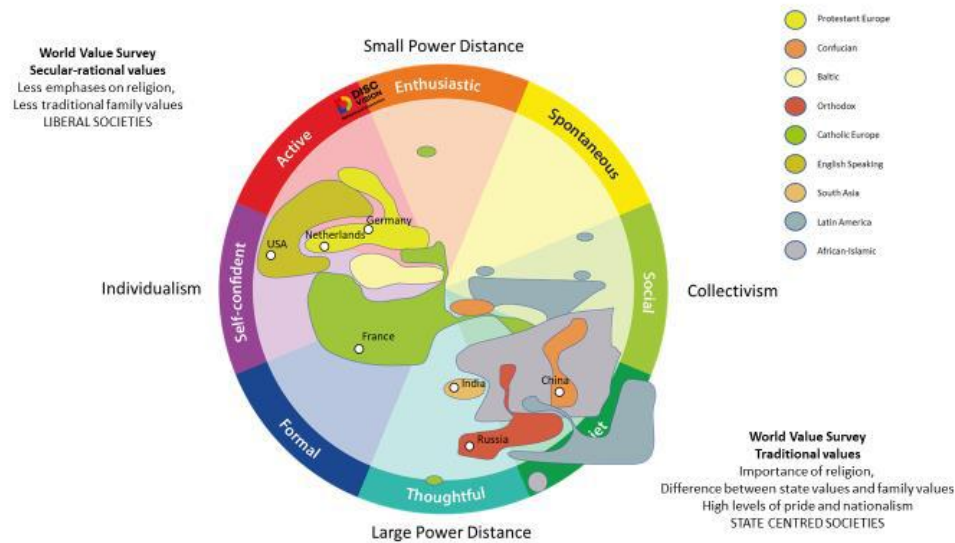 World Value Survey
Secular-rational values
Less emphases on religion,
Less traditional family values
LIBERAL SOCIETIES
Small Power Distance
Protestant Europe
Confucian
Baltic
Orthodox
Catholic Europe
English Speaking
South Asia
Latin America
African-Islamic
DISC
VISION
Enthusiastic
Active
Spontaneous
Germany
Netherlands
USA
Individualism
Self-confident
Social
Collectivism
France
India
China
Russia
Formal
iet
Thoughtful
Large Power Distance
World Value Survey
Traditional values
Importance of religion,
Difference between state values and family values
High levels of pride and nationalism
STATE CENTRED SOCIETIES